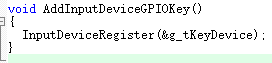 void AddInputDeviceGPIOKey()
{
    InputDeviceRegister(&g_tKeyDevice);
}